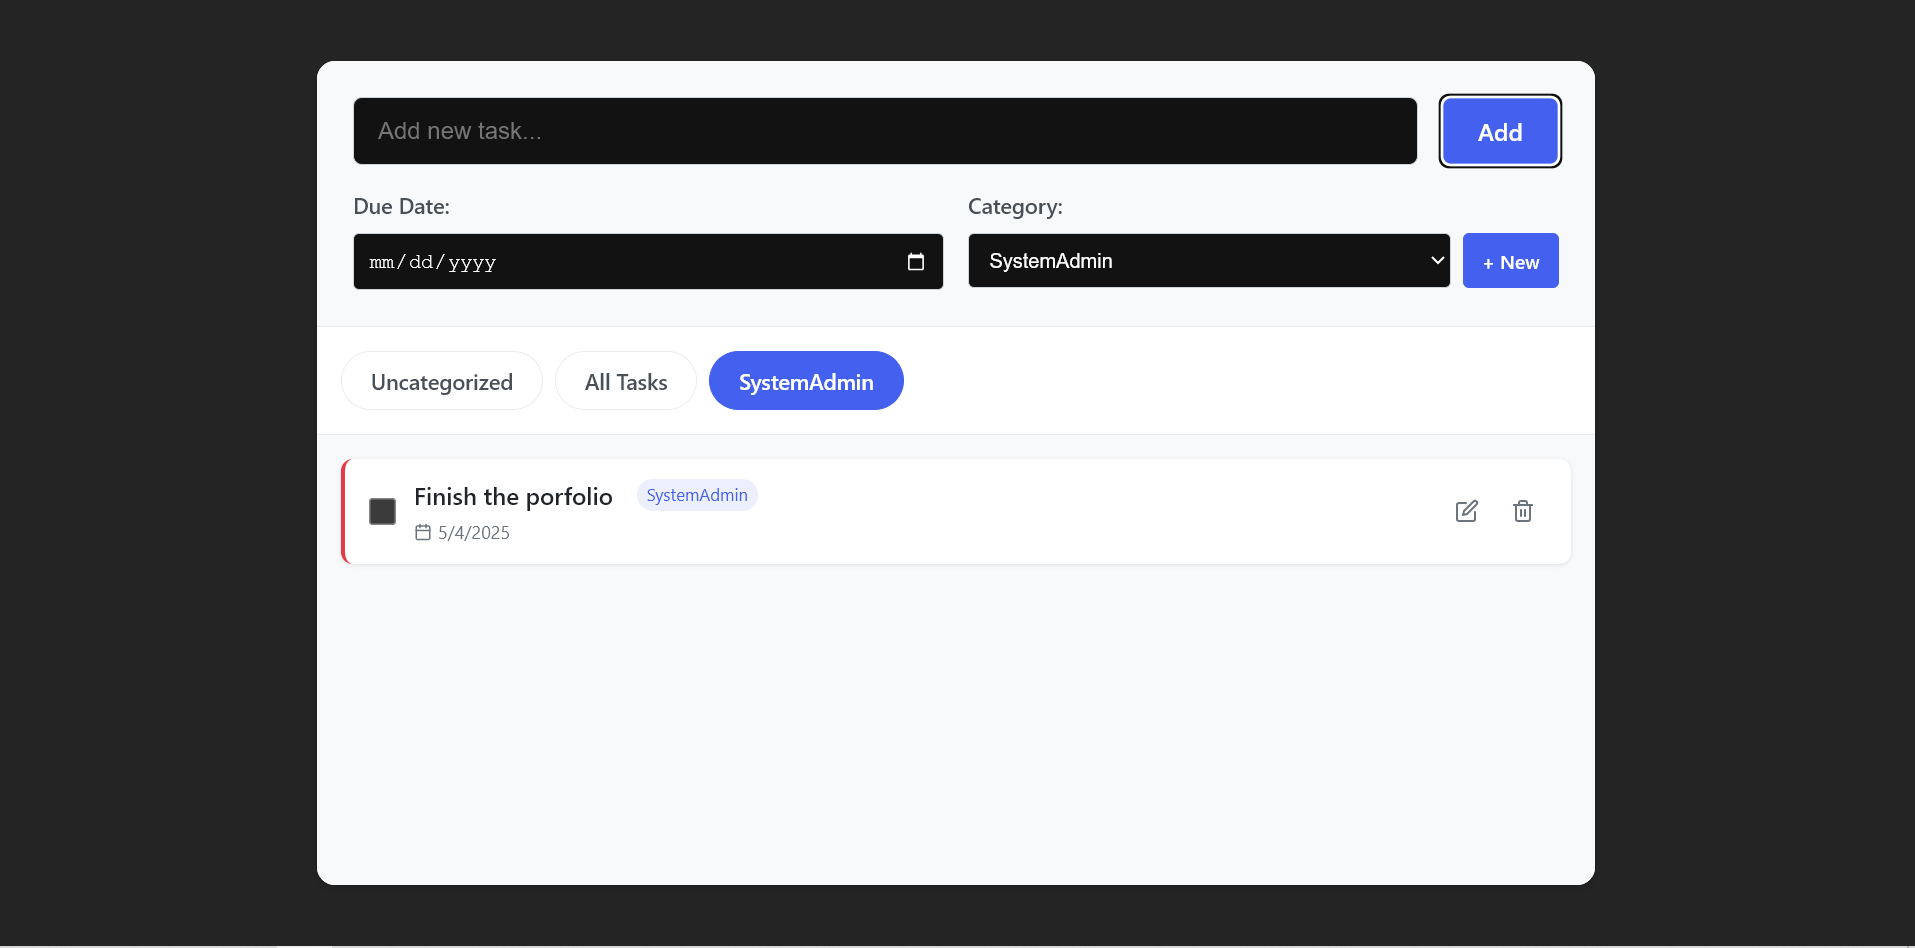 Add new task...
Add
Due Date:
Category:
mm/dd/yyyy
SystemAdmin
+ New
Uncategorized
All Tasks
SystemAdmin
Finish the porfolio
SystemAdmin
5/4/2025